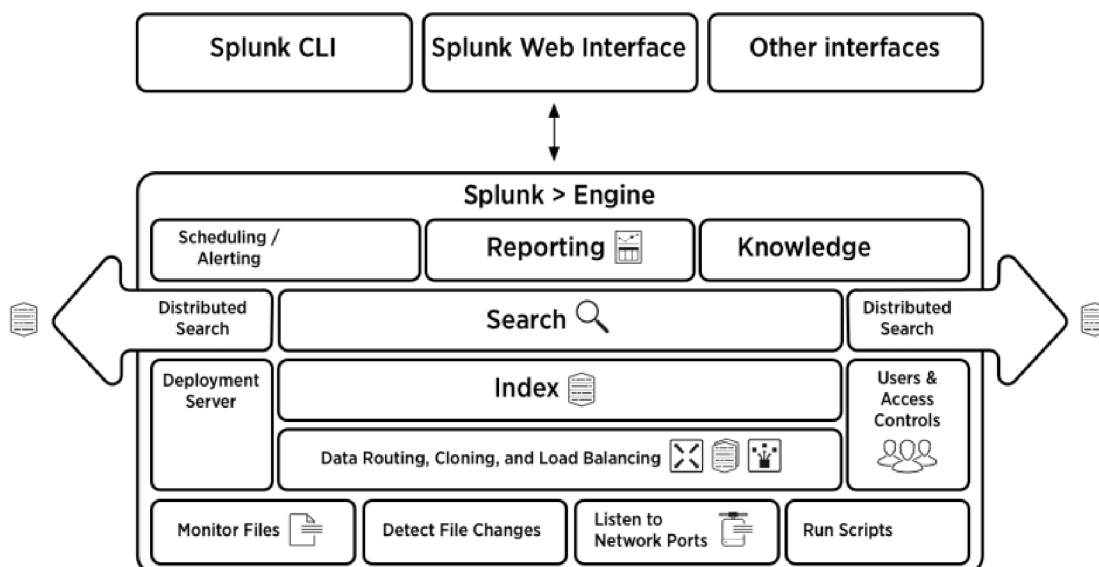 Splunk CLI
Splunk Web Interface
Other interfaces
Splunk > Engine
Scheduling /
Alerting
Reporting
Knowledge
Distributed
Search
Search
Distributed
Search
Deployment
Server
Index
Users &
Access
Controls
Data Routing, Cloning, and Load Balancing
Monitor Files
Detect File Changes
Listen to
Network Ports
Run Scripts